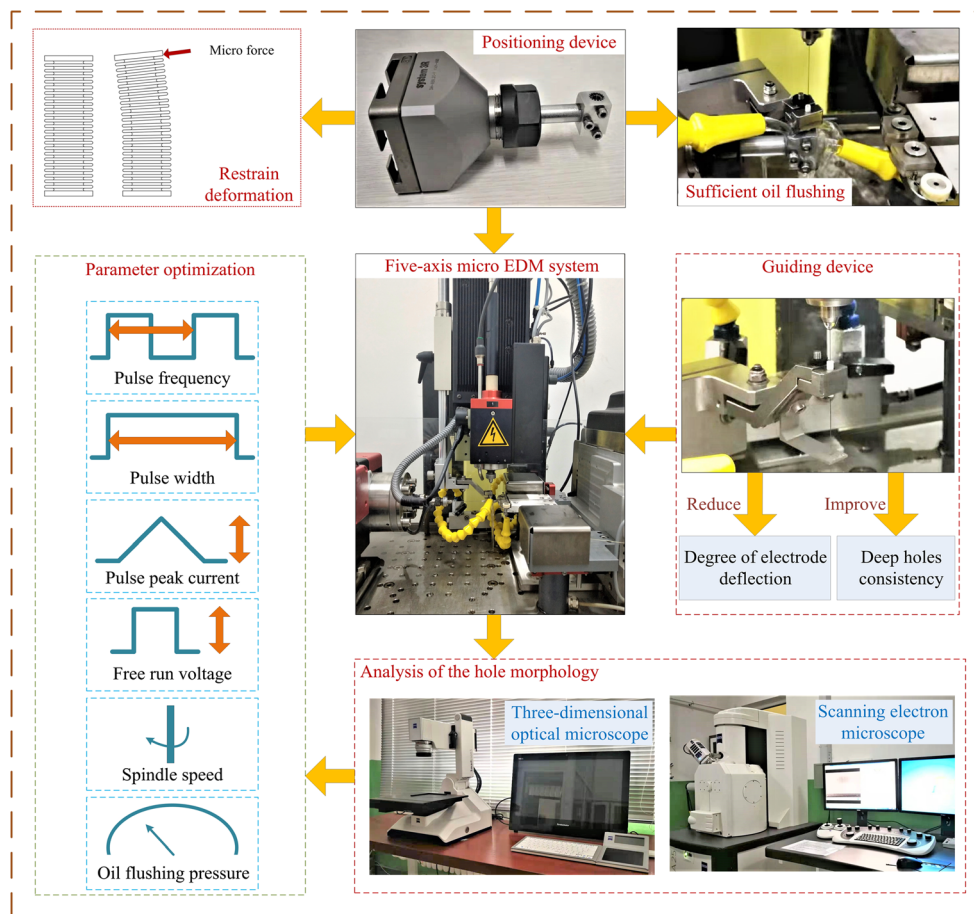 Micro force
Restrain
deformation
Positioning device
system 3R
Sufficient oil flushing
Parameter optimization
Pulse frequency
Pulse width
Pulse peak current
Free run voltage
Spindle speed
Oil flushing pressure
Five-axis micro EDM system
Guiding device
Reduce
Improve
Degree of electrode
deflection
Deep holes
consistency
Analysis of the hole morphology
Three-dimensional
optical microscope
Scanning electron
microscope